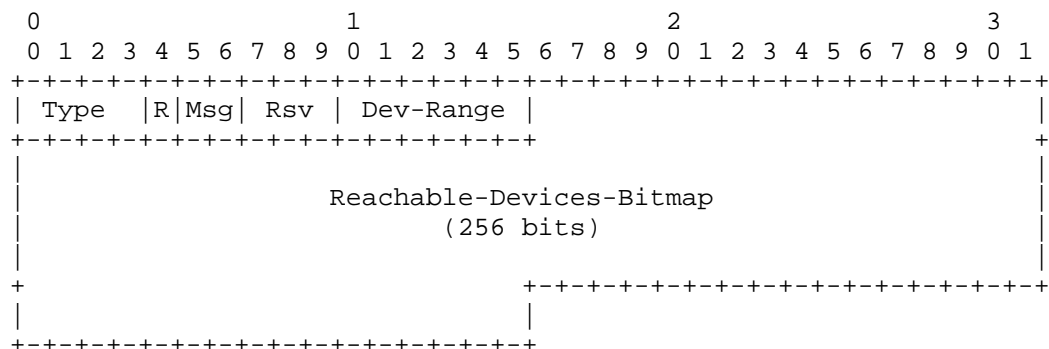 0                   1                   2                   3
 0 1 2 3 4 5 6 7 8 9 0 1 2 3 4 5 6 7 8 9 0 1 2 3 4 5 6 7 8 9 0 1
+-+-+-+-+-+-+-+-+-+-+-+-+-+-+-+-+-+-+-+-+-+-+-+-+-+-+-+-+-+-+-+-+
| Type  |R|Msg| Rsv | Dev-Range |                               |
+-+-+-+-+-+-+-+-+-+-+-+-+-+-+-+-+                               +
|                                                               |
|                   Reachable-Devices-Bitmap                    |
|                          (256 bits)                           |
|                                                               |
+                               +-+-+-+-+-+-+-+-+-+-+-+-+-+-+-+-+
|                               |
+-+-+-+-+-+-+-+-+-+-+-+-+-+-+-+-+